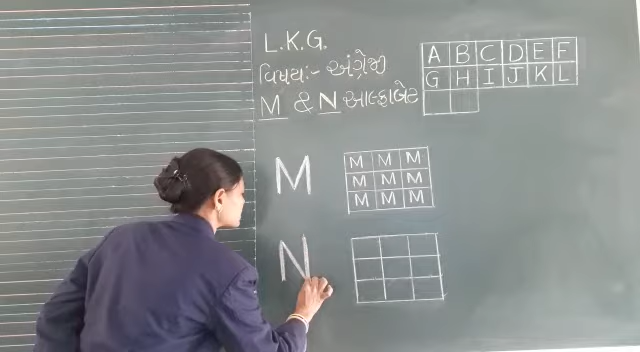 L.K.G.
વિષય:- અંગ્રેજી
M & N આલ્ફાબેટ
A B C D E F
G H I J K L
M
M M M
M M M
M M M
N